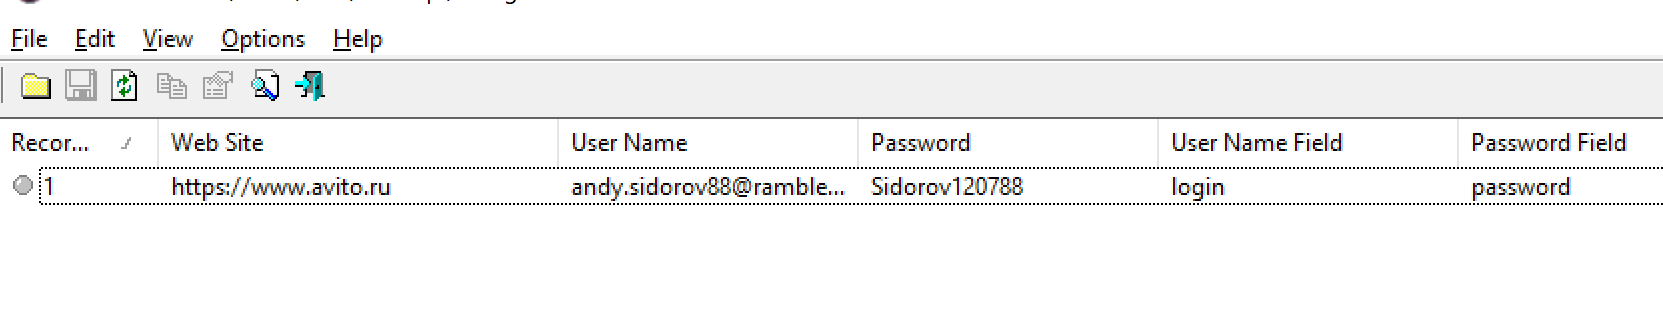 File Edit View Options Help
Recor... Web Site User Name Password User Name Field Password Field
1 https://www.avito.ru andy.sidorov88@ramble... Sidorov120788 login password